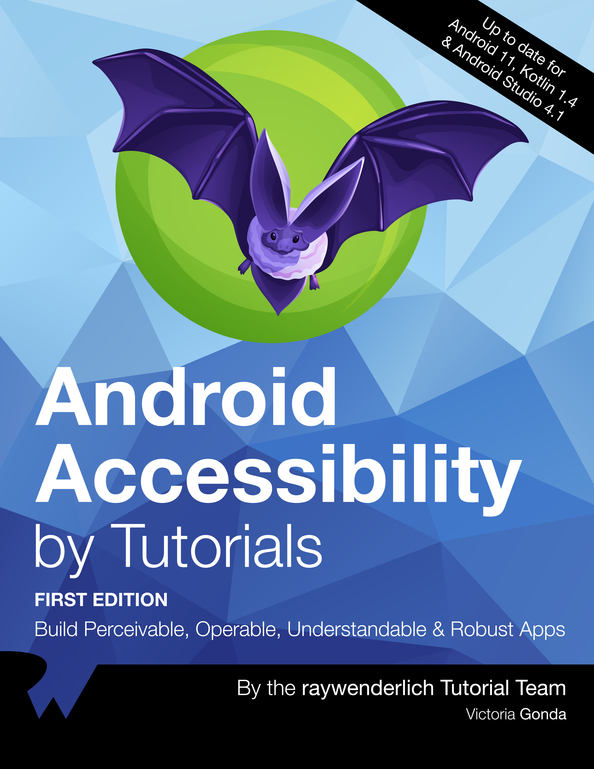 Up to date for
Android 11, Kotlin 1.4
& Android Studio 4.1
Android
Accessibility
by Tutorials
FIRST EDITION
Build Perceivable, Operable, Understandable & Robust Apps
By the raywenderlich Tutorial Team
Victoria Gonda